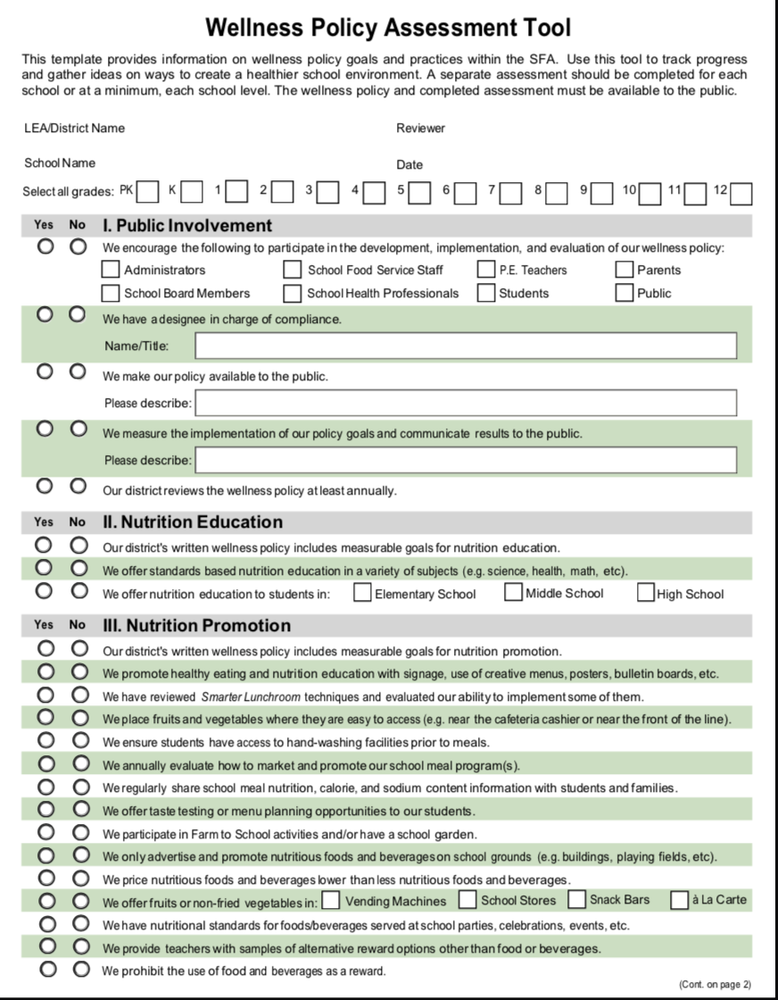 Wellness Policy Assessment Tool
This template provides information on wellness policy goals and practices within the SFA. Use this tool to track progress
and gather ideas on ways to create a healthier school environment. A separate assessment should be completed for each
school or at a minimum, each school level. The wellness policy and completed assessment must be available to the public.
LEA/District Name Reviewer
School Name Date
Select all grades: PK K 1 2 3 4 5 6 7 8 9 10 11 12
Yes No I. Public Involvement
We encourage the following to participate in the development, implementation, and evaluation of our wellness policy:
Administrators School Food Service Staff P.E. Teachers Parents
School Board Members School Health Professionals Students Public
We have a designee in charge of compliance.
Name/Title:
We make our policy available to the public.
Please describe:
We measure the implementation of our policy goals and communicate results to the public.
Please describe:
Our district reviews the wellness policy at least annually.
Yes No II. Nutrition Education
Our district's written wellness policy includes measurable goals for nutrition education.
We offer standards based nutrition education in a variety of subjects (e.g. science, health, math, etc).
We offer nutrition education to students in: Elementary School Middle School High School
Yes No III. Nutrition Promotion
Our district's written wellness policy includes measurable goals for nutrition promotion.
We promote healthy eating and nutrition education with signage, use of creative menus, posters, bulletin boards, etc.
We have reviewed Smarter Lunchroom techniques and evaluated our ability to implement some of them.
We place fruits and vegetables where they are easy to access (e.g. near the cafeteria cashier or near the front of the line).
We ensure students have access to hand-washing facilities prior to meals.
We annually evaluate how to market and promote our school meal program(s).
We regularly share school meal nutrition, calorie, and sodium content information with students and families.
We offer taste testing or menu planning opportunities to our students.
We participate in Farm to School activities and/or have a school garden.
We only advertise and promote nutritious foods and beverages on school grounds (e.g. buildings, playing fields, etc).
We price nutritious foods and beverages lower than less nutritious foods and beverages.
We offer fruits or non-fried vegetables in: Vending Machines School Stores Snack Bars à La Carte
We have nutritional standards for foods/beverages served at school parties, celebrations, events, etc.
We provide teachers with samples of alternative reward options other than food or beverages.
We prohibit the use of food and beverages as a reward.
(Cont. on page 2)